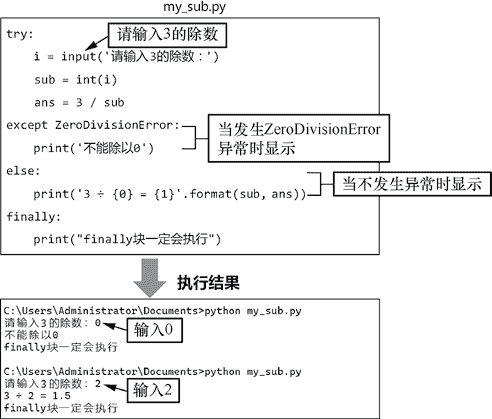 my_sub.py
try:
请输入3的除数
i = input('请输入3的除数：')
sub = int(i)
ans = 3 / sub
except ZeroDivisionError:
当发生ZeroDivisionError
异常时显示
print('不能除以0')
else:
当不发生异常时显示
print('3 ÷ {0} = {1}'.format(sub, ans))
finally:
print("finally块一定会执行")
执行结果
C:\Users\Administrator\Documents>python my_sub.py
请输入3的除数：0
输入0
不能除以0
finally块一定会执行
C:\Users\Administrator\Documents>python my_sub.py
请输入3的除数：2
输入2
3 ÷ 2 = 1.5
finally块一定会执行